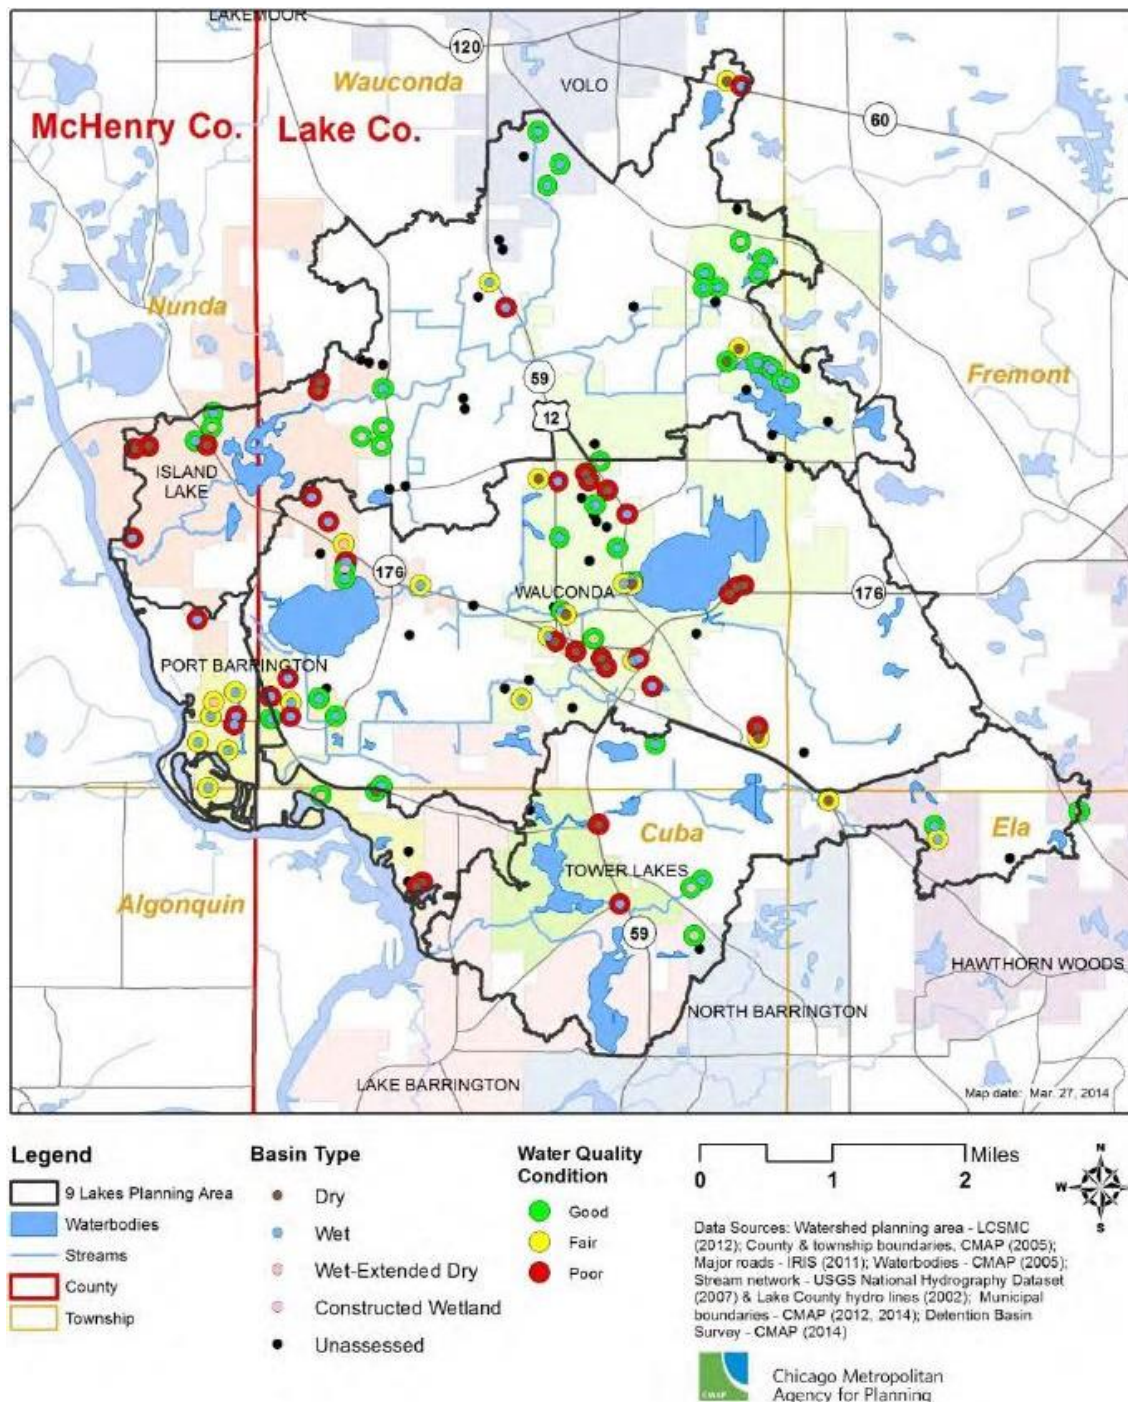 LAKEMOOR
120
Wauconda
VOLO
McHenry Co.
Lake Co.
60
Nunda
59
12
Fremont
ISLAND
LAKE
176
WAUCONDA
176
PORT BARRINGTON
Cuba
Ela
TOWER LAKES
Algonquin
59
HAWTHORN WOODS
NORTH BARRINGTON
LAKE BARRINGTON
Map date: Mar. 27, 2014
Legend
9 Lakes Planning Area
Waterbodies
Streams
County
Township
Basin Type
Dry
Wet
Wet-Extended Dry
Constructed Wetland
Unassessed
Water Quality
Condition
Good
Fair
Poor
Miles
0 1 2
N
W
E
S
Data Sources: Watershed planning area - LCSMC
(2012); County & township boundaries, CMAP (2005);
Major roads - IRIS (2011); Waterbodies - CMAP (2005);
Stream network - USGS National Hydrography Dataset
(2007) & Lake County hydro lines (2002); Municipal
boundaries - CMAP (2012, 2014); Detention Basin
Survey - CMAP (2014)
CMAP
Chicago Metropolitan
Agency for Planning